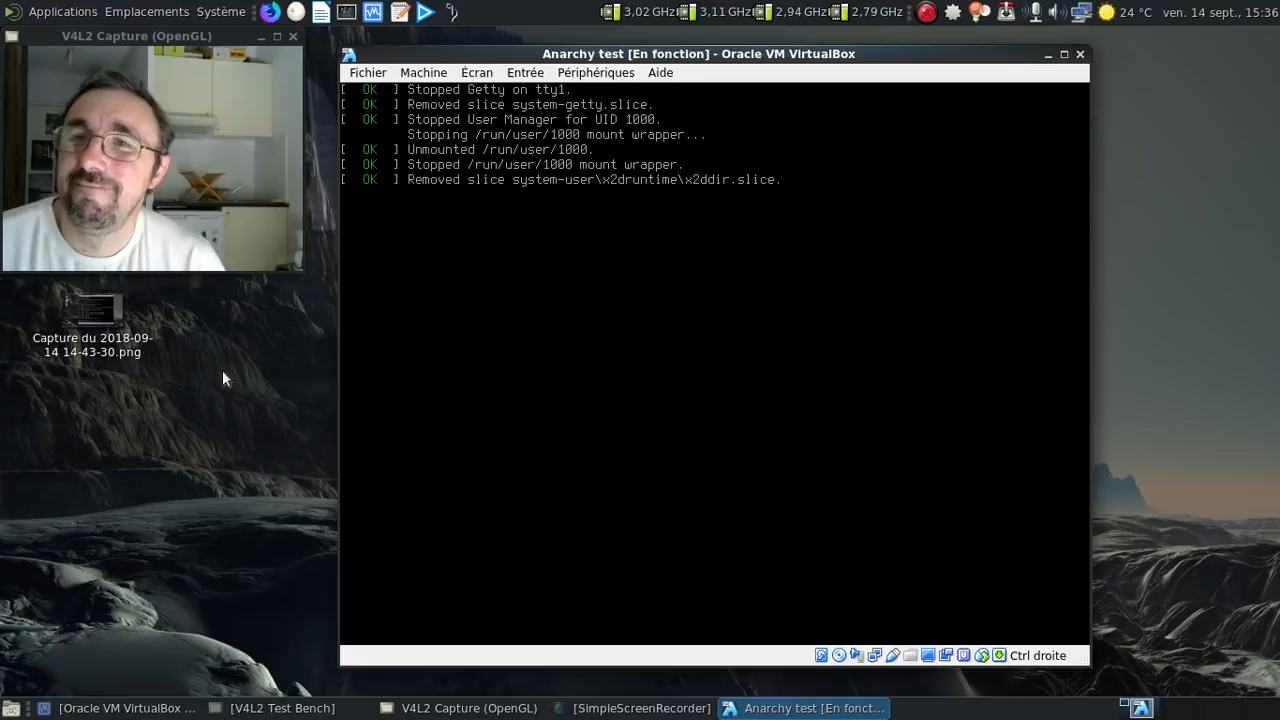 Applications Emplacements Système
3,02 GHz 3,11 GHz 2,94 GHz 2,79 GHz 24 °C ven. 14 sept., 15:36
V4L2 Capture (OpenGL)
Anarchy test [En fonction] - Oracle VM VirtualBox
Fichier Machine Écran Entrée Périphériques Aide
[ OK ] Stopped Getty on tty1.
[ OK ] Removed slice system-getty.slice.
[ OK ] Stopped User Manager for UID 1000.
Stopping /run/user/1000 mount wrapper...
[ OK ] Unmounted /run/user/1000.
[ OK ] Stopped /run/user/1000 mount wrapper.
[ OK ] Removed slice system-user\x2druntime\x2ddir.slice.
Capture du 2018-09-
14 14-43-30.png
Ctrl droite
[Oracle VM VirtualBox ... [V4L2 Test Bench] V4L2 Capture (OpenGL) [SimpleScreenRecorder] Anarchy test [En fonct...